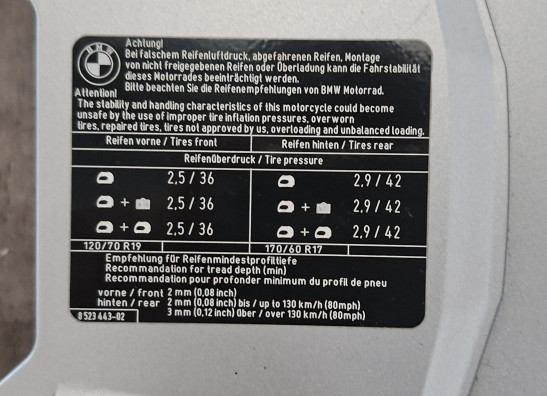 BMW
Achtung!
Bei falschem Reifenluftdruck, abgefahrenen Reifen, Montage
von nicht freigegebenen Reifen oder Überladung kann die Fahrstabilität
dieses Motorrades beeinträchtigt werden.
Bitte beachten Sie die Reifenempfehlungen von BMW Motorrad.
Attention!
The stability and handling characteristics of this motorcycle could become
unsafe by the use of improper tire inflation pressures, overworn
tires, repaired tires, tires not approved by us, overloading and unbalanced loading.
Reifen vorne / Tires front Reifen hinten / Tires rear
Reifenüberdruck / Tire pressure
2,5 / 36 2,9 / 42
+ 2,5 / 36 + 2,9 / 42
+ 2,5 / 36 + 2,9 / 42
120/70 R19 170/60 R17
Empfehlung für Reifenmindestprofiltiefe
Recommandation for tread depth (min)
Recommandacion pour profonder minimum du profil de pneu
vorne / front 2 mm (0,08 inch)
hinten / rear 2 mm (0,08 inch) bis / up to 130 km/h (80mph)
3 mm (0,12 inch) über / over 130 km/h (80mph)
8 523 443-02